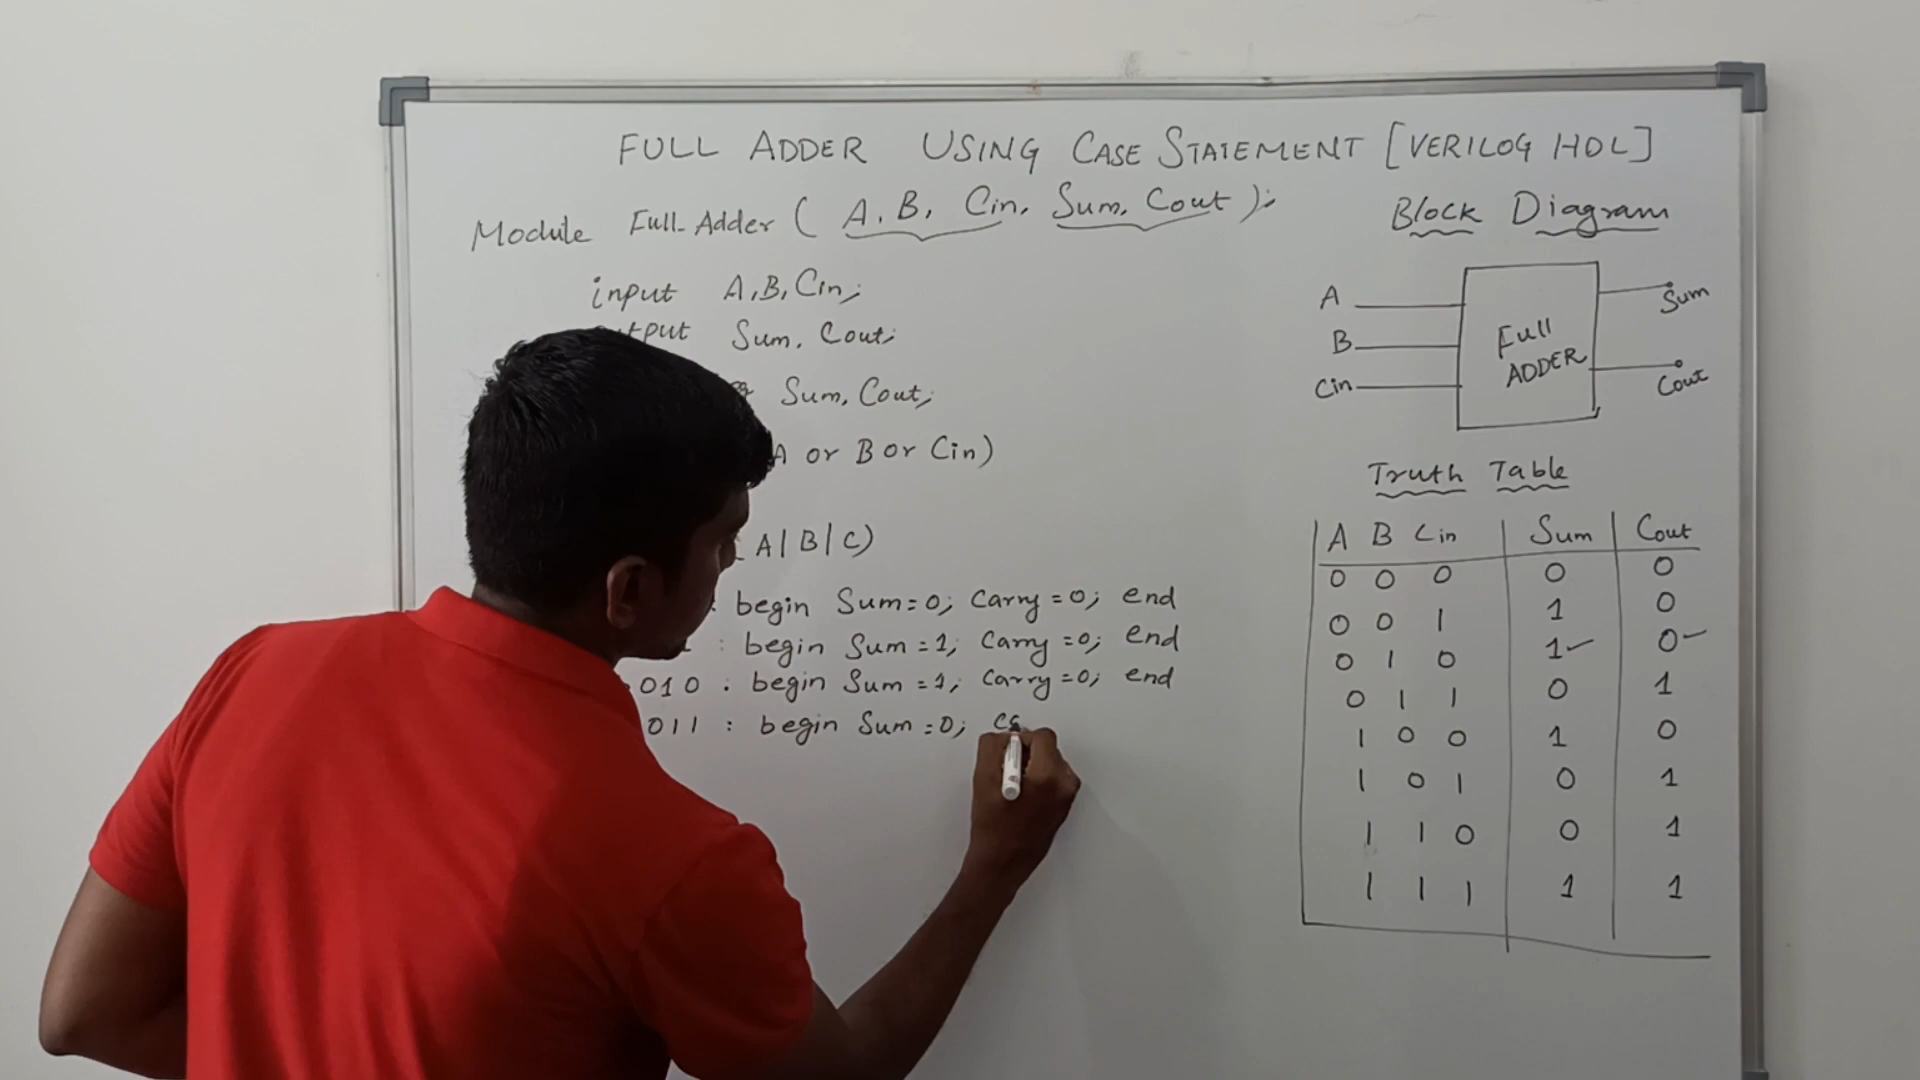 FULL ADDER USING CASE STATEMENT [VERILOG HDL]
Module Full_Adder ( A, B, Cin, Sum, Cout );
input A,B,Cin;
Sum, Cout;
Sum, Cout;
A or B or Cin)
A|B|C)
: begin Sum=0; Carry=0; end
: begin Sum=1; Carry=0; end
010 : begin Sum=1; Carry=0; end
011 : begin Sum=0; ca
Block Diagram
A
B
Cin
Full
ADDER
Sum
Cout
Truth Table
A B Cin Sum Cout
0 0 0 0 0
0 0 1 1 0
0 1 0 1 0
0 1 1 0 1
1 0 0 1 0
1 0 1 0 1
1 1 0 0 1
1 1 1 1 1